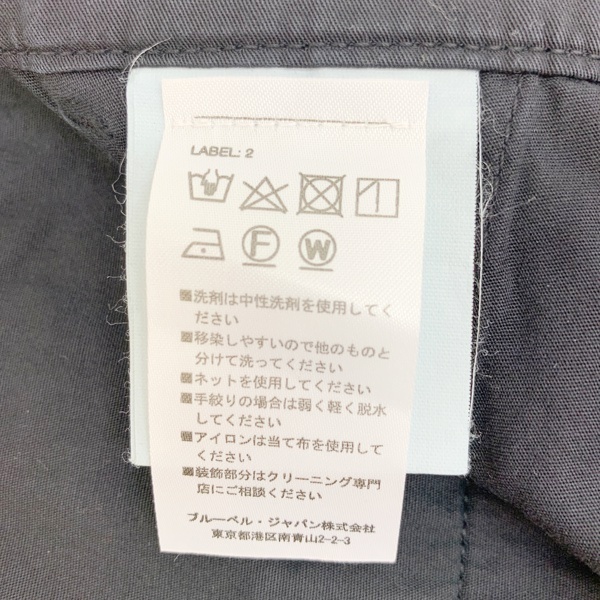 LABEL: 2
F W
■洗剤は中性洗剤を使用してく
ださい
■移染しやすいので他のものと
分けて洗ってください
■ネットを使用してください
■手絞りの場合は弱く軽く脱水
してください
■アイロンは当て布を使用して
ください
■装飾部分はクリーニング専門
店にご相談ください
ブルーベル・ジャパン株式会社
東京都港区南青山2-2-3